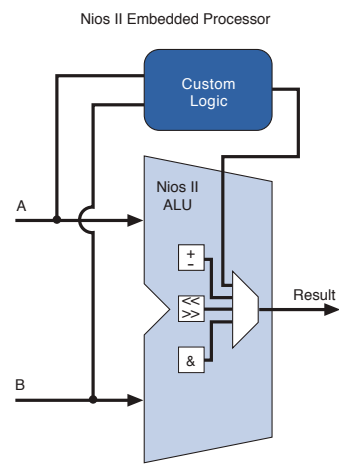 Nios II Embedded Processor
Custom
Logic
Nios II
ALU
A
+
-
<<
>>
Result
&
B